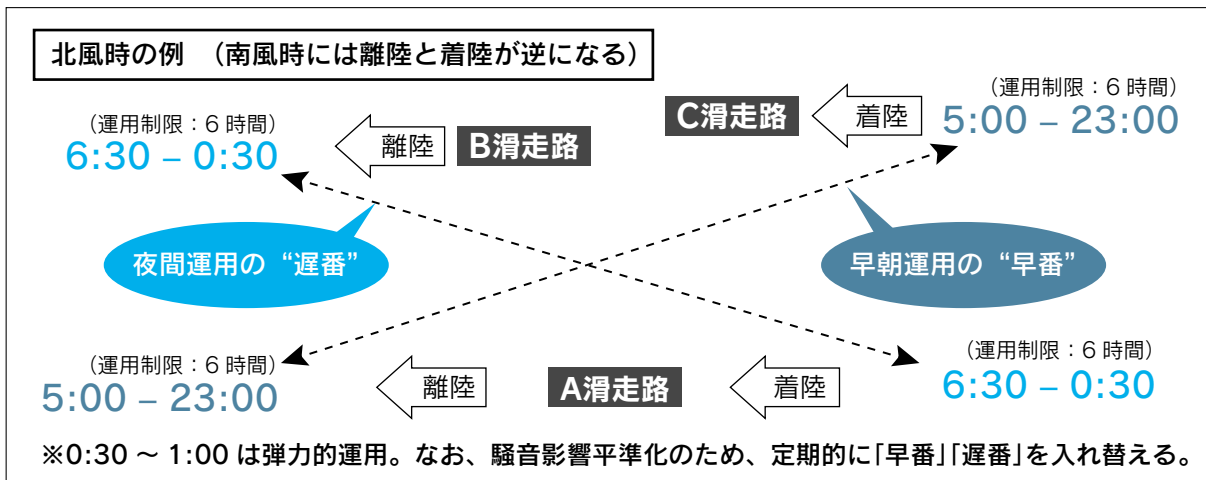 北風時の例　（南風時には離陸と着陸が逆になる）
（運用制限：6 時間）
6:30 – 0:30
離陸
B滑走路
C滑走路
着陸
（運用制限：6 時間）
5:00 – 23:00
夜間運用の“遅番”
早朝運用の“早番”
（運用制限：6 時間）
5:00 – 23:00
離陸
A滑走路
着陸
（運用制限：6 時間）
6:30 – 0:30
※0:30 ～ 1:00 は弾力的運用。なお、騒音影響平準化のため、定期的に「早番」「遅番」を入れ替える。